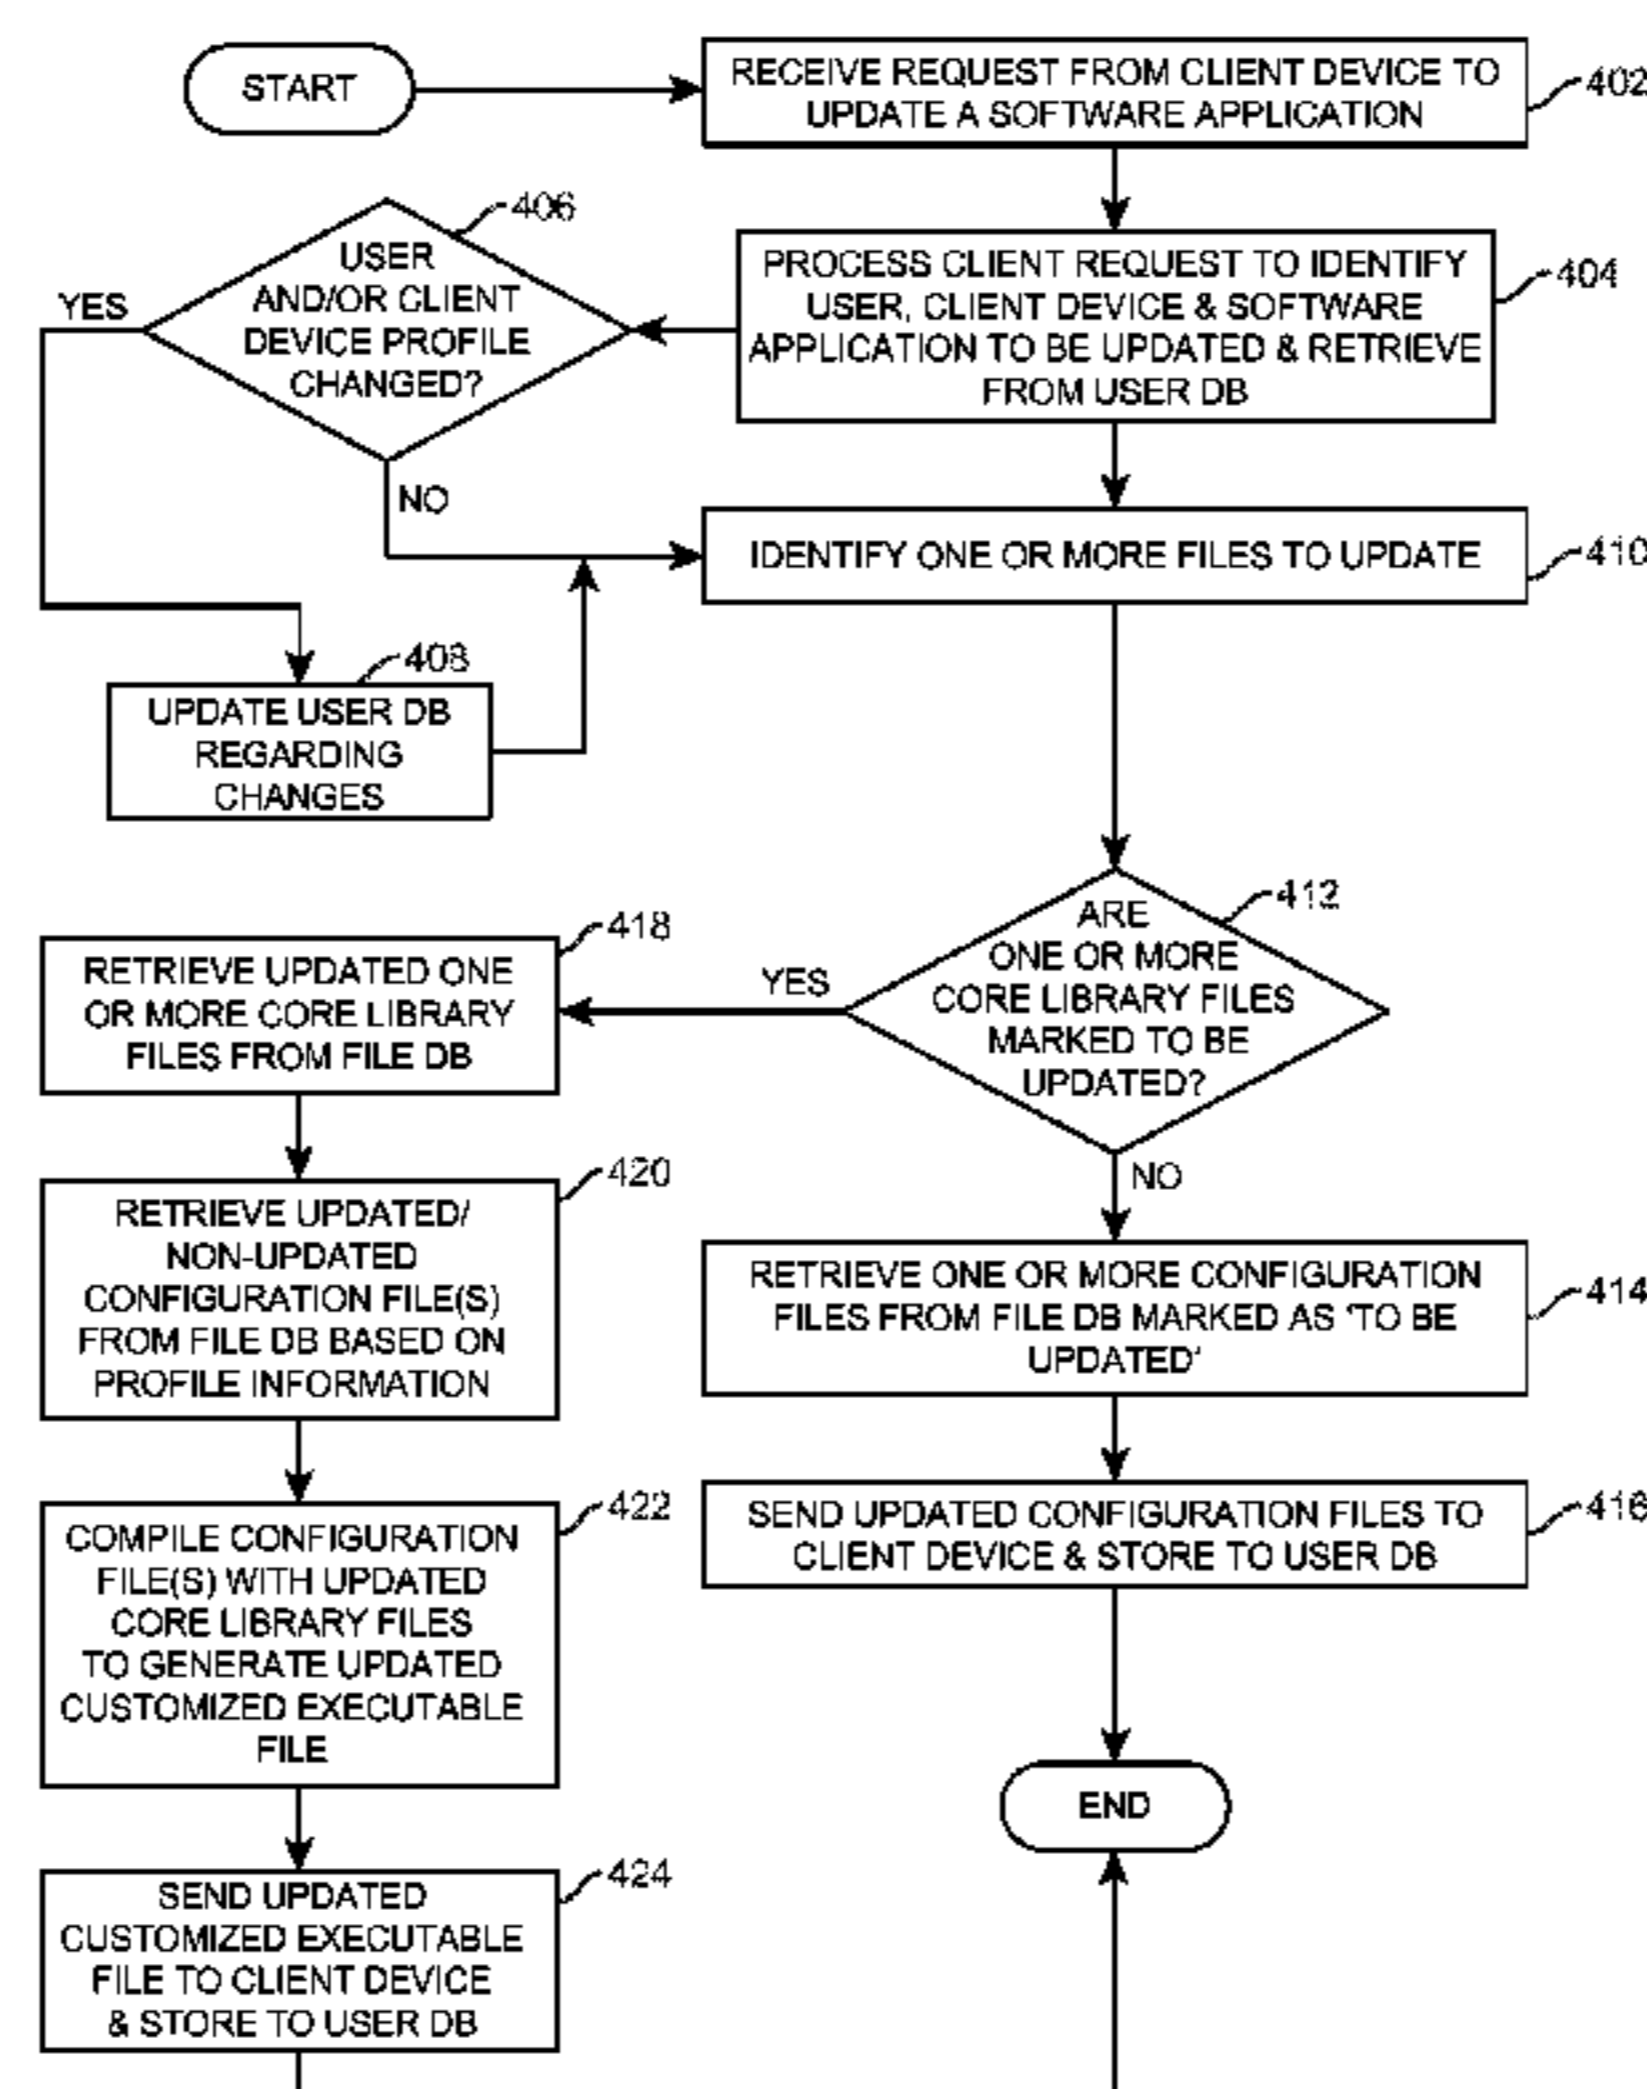 START
RECEIVE REQUEST FROM CLIENT DEVICE TO
UPDATE A SOFTWARE APPLICATION
402
PROCESS CLIENT REQUEST TO IDENTIFY
USER, CLIENT DEVICE & SOFTWARE
APPLICATION TO BE UPDATED & RETRIEVE
FROM USER DB
404
406
USER
AND/OR CLIENT
DEVICE PROFILE
CHANGED?
YES
NO
408
UPDATE USER DB
REGARDING
CHANGES
IDENTIFY ONE OR MORE FILES TO UPDATE
410
412
ARE
ONE OR MORE
CORE LIBRARY FILES
MARKED TO BE
UPDATED?
YES
NO
RETRIEVE ONE OR MORE CONFIGURATION
FILES FROM FILE DB MARKED AS 'TO BE
UPDATED'
414
SEND UPDATED CONFIGURATION FILES TO
CLIENT DEVICE & STORE TO USER DB
416
418
RETRIEVE UPDATED ONE
OR MORE CORE LIBRARY
FILES FROM FILE DB
420
RETRIEVE UPDATED/
NON-UPDATED
CONFIGURATION FILE(S)
FROM FILE DB BASED ON
PROFILE INFORMATION
422
COMPILE CONFIGURATION
FILE(S) WITH UPDATED
CORE LIBRARY FILES
TO GENERATE UPDATED
CUSTOMIZED EXECUTABLE
FILE
424
SEND UPDATED
CUSTOMIZED EXECUTABLE
FILE TO CLIENT DEVICE
& STORE TO USER DB
END